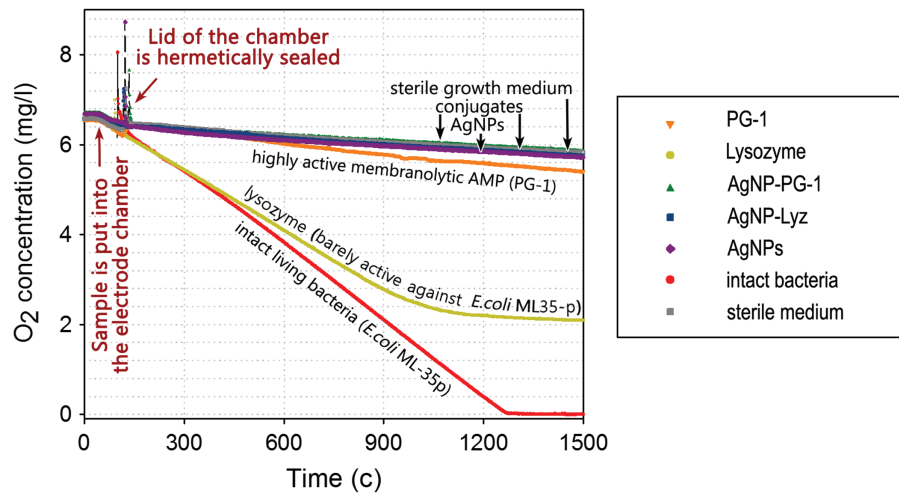 O2 concentration (mg/l)
8
6
4
2
0
0
300
600
900
1200
1500
Time (c)
Lid of the chamber
is hermetically sealed
Sample is put into
the electrode chamber
sterile growth medium
conjugates
AgNPs
highly active membranolytic AMP (PG-1)
lysozyme (barely active against E.coli ML35-p)
intact living bacteria (E.coli ML-35p)
PG-1
Lysozyme
AgNP-PG-1
AgNP-Lyz
AgNPs
intact bacteria
sterile medium